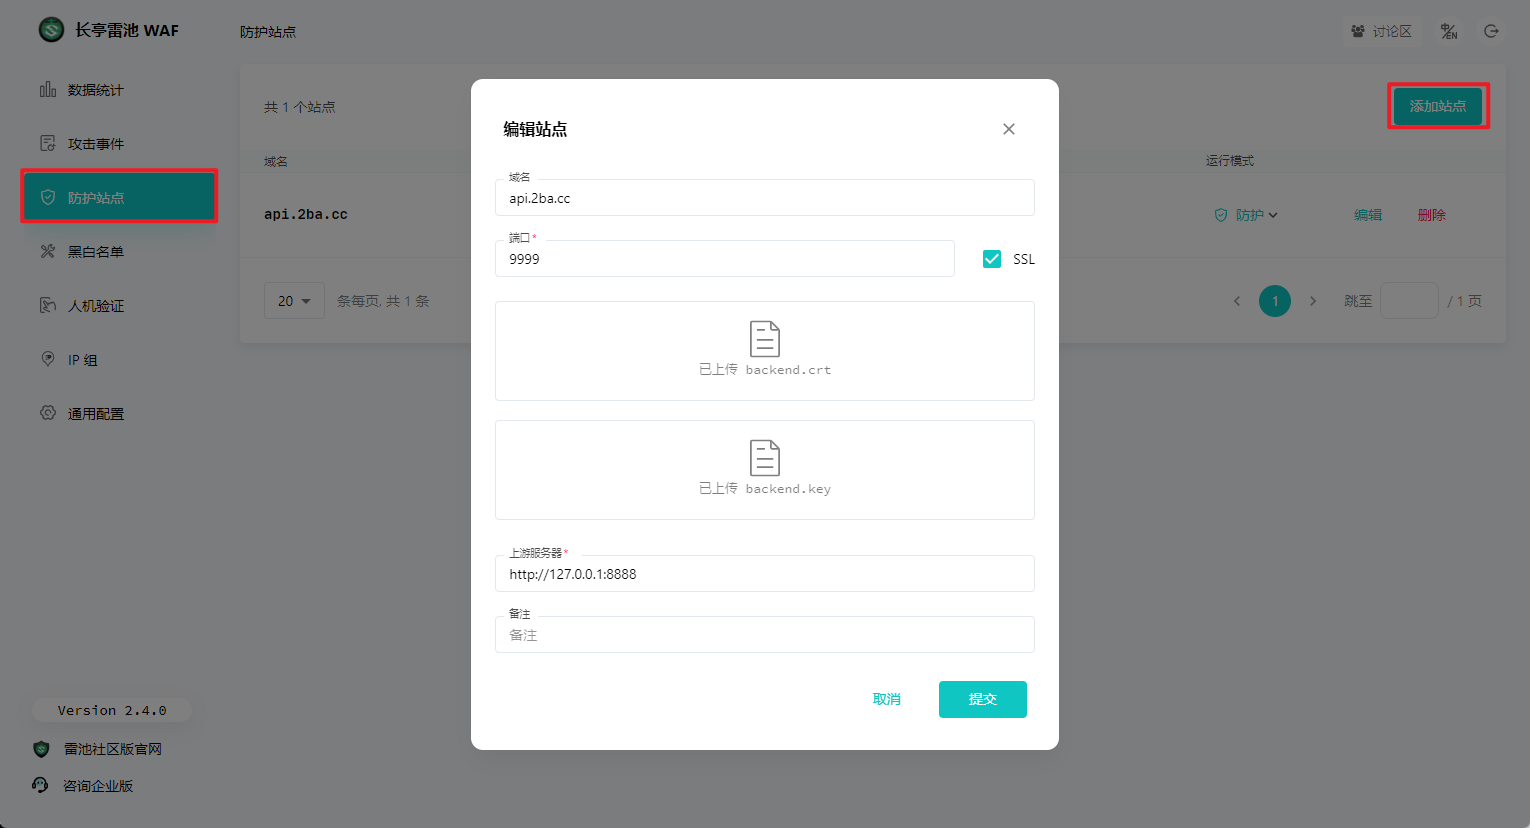 长亭雷池 WAF
防护站点
讨论区
中/EN
数据统计
攻击事件
防护站点
黑白名单
人机验证
IP 组
通用配置
共 1 个站点
添加站点
域名
运行模式
api.2ba.cc
防护
编辑
删除
20
条每页, 共 1 条
1
跳至
/ 1 页
编辑站点
域名
api.2ba.cc
端口*
9999
SSL
已上传 backend.crt
已上传 backend.key
上游服务器*
http://127.0.0.1:8888
备注
备注
取消
提交
Version 2.4.0
雷池社区版官网
咨询企业版